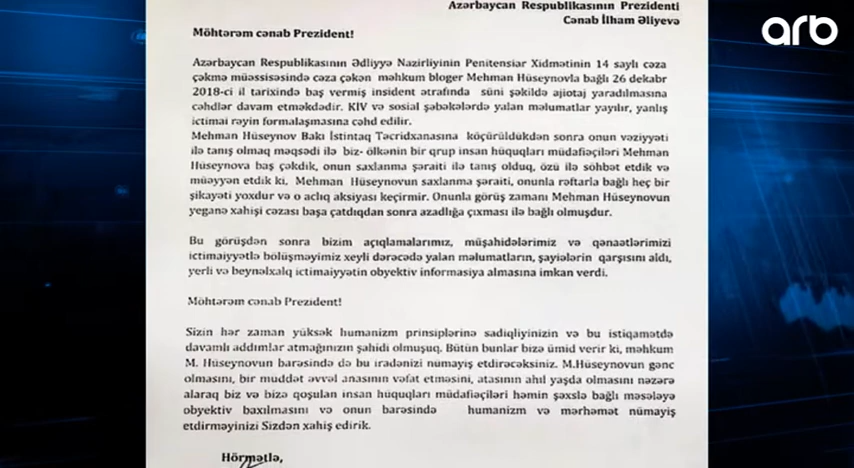 Azərbaycan Respublikasının Prezidenti
Cənab İlham Əliyevə
arb
Möhtərəm cənab Prezident!
Azərbaycan Respublikasının Ədliyyə Nazirliyinin Penitensiar Xidmətinin 14 saylı cəza
çəkmə müəssisəsində cəza çəkən məhkum bloger Mehman Hüseynovla bağlı 26 dekabr
2018-ci il tarixində baş vermiş insident ətrafında süni şəkildə ajiotaj yaradılmasına
cəhdlər davam etməkdədir. KİV və sosial şəbəkələrdə yalan məlumatlar yayılır, yanlış
ictimai rəyin formalaşmasına cəhd edilir.
Mehman Hüseynov Bakı İstintaq Təcridxanasına köçürüldükdən sonra onun vəziyyəti
ilə tanış olmaq məqsədi ilə biz- ölkənin bir qrup insan hüquqları müdafiəçiləri Mehman
Hüseynova baş çəkdik, onun saxlanma şəraiti ilə tanış olduq, özü ilə söhbət etdik və
müəyyən etdik ki, Mehman Hüseynovun saxlanma şəraiti, onunla rəftarla bağlı heç bir
şikayəti yoxdur və o aclıq aksiyası keçirmir. Onunla görüş zamanı Mehman Hüseynovun
yeganə xahişi cəzası başa çatdıqdan sonra azadlığa çıxması ilə bağlı olmuşdur.
Bu görüşdən sonra bizim açıqlamalarımız, müşahidələrimiz və qənaətlərimizi
ictimaiyyətlə bölüşməyimiz xeyli dərəcədə yalan məlumatların, şayiələrin qarşısını aldı,
yerli və beynəlxalq ictimaiyyətin obyektiv informasiya almasına imkan verdi.
Möhtərəm cənab Prezident!
Sizin hər zaman yüksək humanizm prinsiplərinə sadiqliyinizin və bu istiqamətdə
davamlı addımlar atmağınızın şahidi olmuşuq. Bütün bunlar bizə ümid verir ki, məhkum
M. Hüseynovun barəsində də bu iradənizi nümayiş etdirəcəksiniz. M.Hüseynovun gənc
olmasını, bir müddət əvvəl anasının vəfat etməsini, atasının ahıl yaşda olmasını nəzərə
alaraq biz və bizə qoşulan insan hüquqları müdafiəçiləri həmin şəxslə bağlı məsələyə
obyektiv baxılmasını və onun barəsində humanizm və mərhəmət nümayiş
etdirməyinizi Sizdən xahiş edirik.
Hörmətlə,